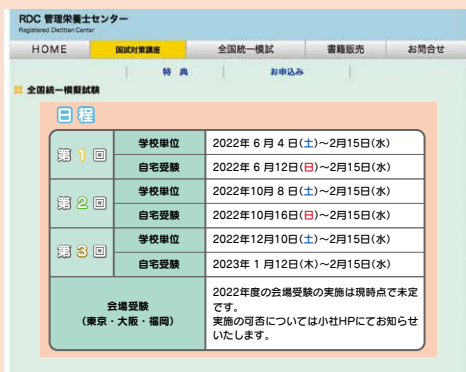 RDC 管理栄養士センター
Registered Dietitian Center
HOME 国試対策講座 全国統一模試 書籍販売 お問合せ
特 典 お申込み
全国統一模擬試験
日程
第1回
学校単位 2022年 6 月 4 日(土)～2月15日(水)
自宅受験 2022年 6 月12日(日)～2月15日(水)
第2回
学校単位 2022年10月 8 日(土)～2月15日(水)
自宅受験 2022年10月16日(日)～2月15日(水)
第3回
学校単位 2022年12月10日(土)～2月15日(水)
自宅受験 2023年 1 月12日(木)～2月15日(水)
会場受験
（東京・大阪・福岡）
2022年度の会場受験の実施は現時点で未定
です。
実施の可否については小社HPにてお知らせ
いたします。